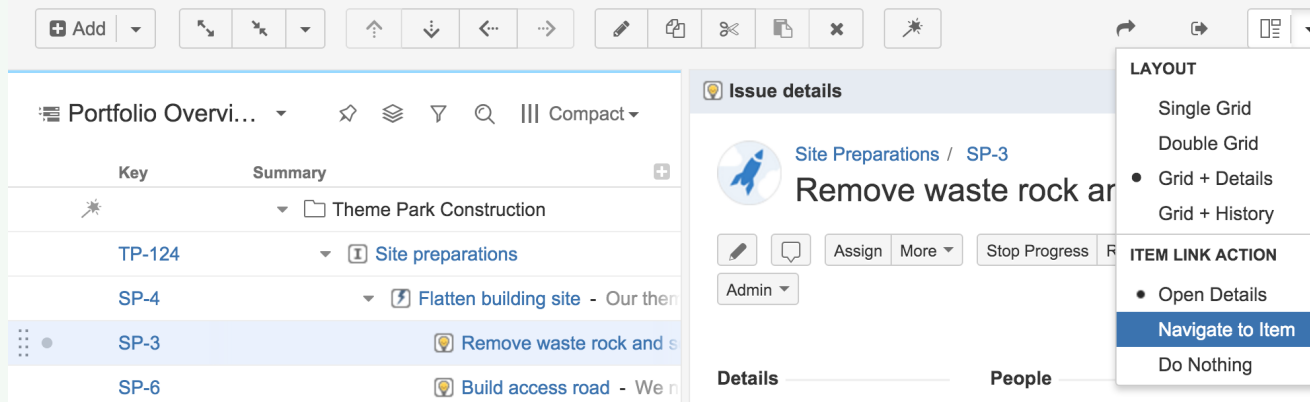 Add
Portfolio Overvi...
Compact
Key Summary
Theme Park Construction
TP-124 Site preparations
SP-4 Flatten building site - Our them
SP-3 Remove waste rock and s
SP-6 Build access road - We n
Issue details
Site Preparations / SP-3
Remove waste rock ar
Assign More Stop Progress R
Admin
Details People
LAYOUT
Single Grid
Double Grid
Grid + Details
Grid + History
ITEM LINK ACTION
Open Details
Navigate to Item
Do Nothing